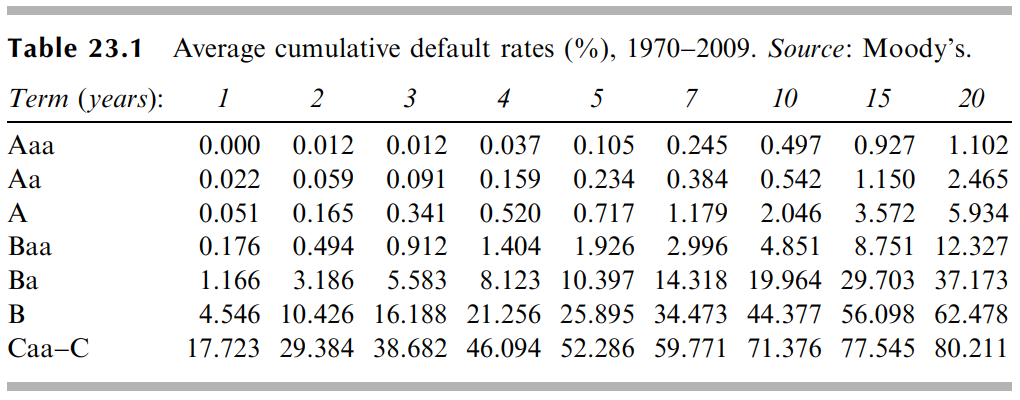 Table 23.1 Average cumulative default rates (%), 1970–2009. Source: Moody's.
Term (years): 1 2 3 4 5 7 10 15 20
Aaa 0.000 0.012 0.012 0.037 0.105 0.245 0.497 0.927 1.102
Aa 0.022 0.059 0.091 0.159 0.234 0.384 0.542 1.150 2.465
A 0.051 0.165 0.341 0.520 0.717 1.179 2.046 3.572 5.934
Baa 0.176 0.494 0.912 1.404 1.926 2.996 4.851 8.751 12.327
Ba 1.166 3.186 5.583 8.123 10.397 14.318 19.964 29.703 37.173
B 4.546 10.426 16.188 21.256 25.895 34.473 44.377 56.098 62.478
Caa–C 17.723 29.384 38.682 46.094 52.286 59.771 71.376 77.545 80.211